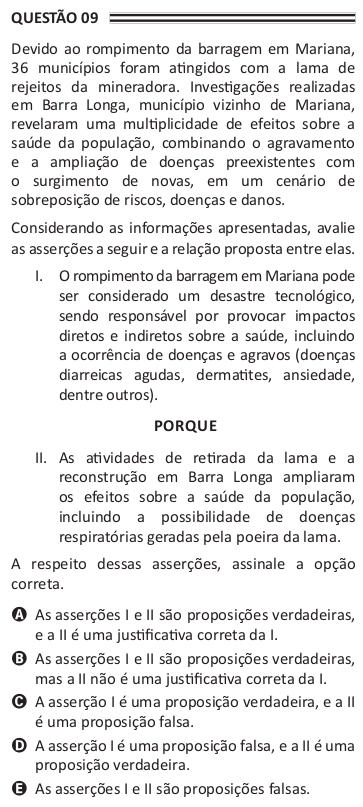 QUESTÃO 09
Devido ao rompimento da barragem em Mariana,
36 municípios foram atingidos com a lama de
rejeitos da mineradora. Investigações realizadas
em Barra Longa, município vizinho de Mariana,
revelaram uma multiplicidade de efeitos sobre a
saúde da população, combinando o agravamento
e a ampliação de doenças preexistentes com
o surgimento de novas, em um cenário de
sobreposição de riscos, doenças e danos.
Considerando as informações apresentadas, avalie
as asserções a seguir e a relação proposta entre elas.
I. O rompimento da barragem em Mariana pode
ser considerado um desastre tecnológico,
sendo responsável por provocar impactos
diretos e indiretos sobre a saúde, incluindo
a ocorrência de doenças e agravos (doenças
diarreicas agudas, dermatites, ansiedade,
dentre outros).
PORQUE
II. As atividades de retirada da lama e a
reconstrução em Barra Longa ampliaram
os efeitos sobre a saúde da população,
incluindo a possibilidade de doenças
respiratórias geradas pela poeira da lama.
A respeito dessas asserções, assinale a opção
correta.
A As asserções I e II são proposições verdadeiras,
e a II é uma justificativa correta da I.
B As asserções I e II são proposições verdadeiras,
mas a II não é uma justificativa correta da I.
C A asserção I é uma proposição verdadeira, e a II
é uma proposição falsa.
D A asserção I é uma proposição falsa, e a II é uma
proposição verdadeira.
E As asserções I e II são proposições falsas.